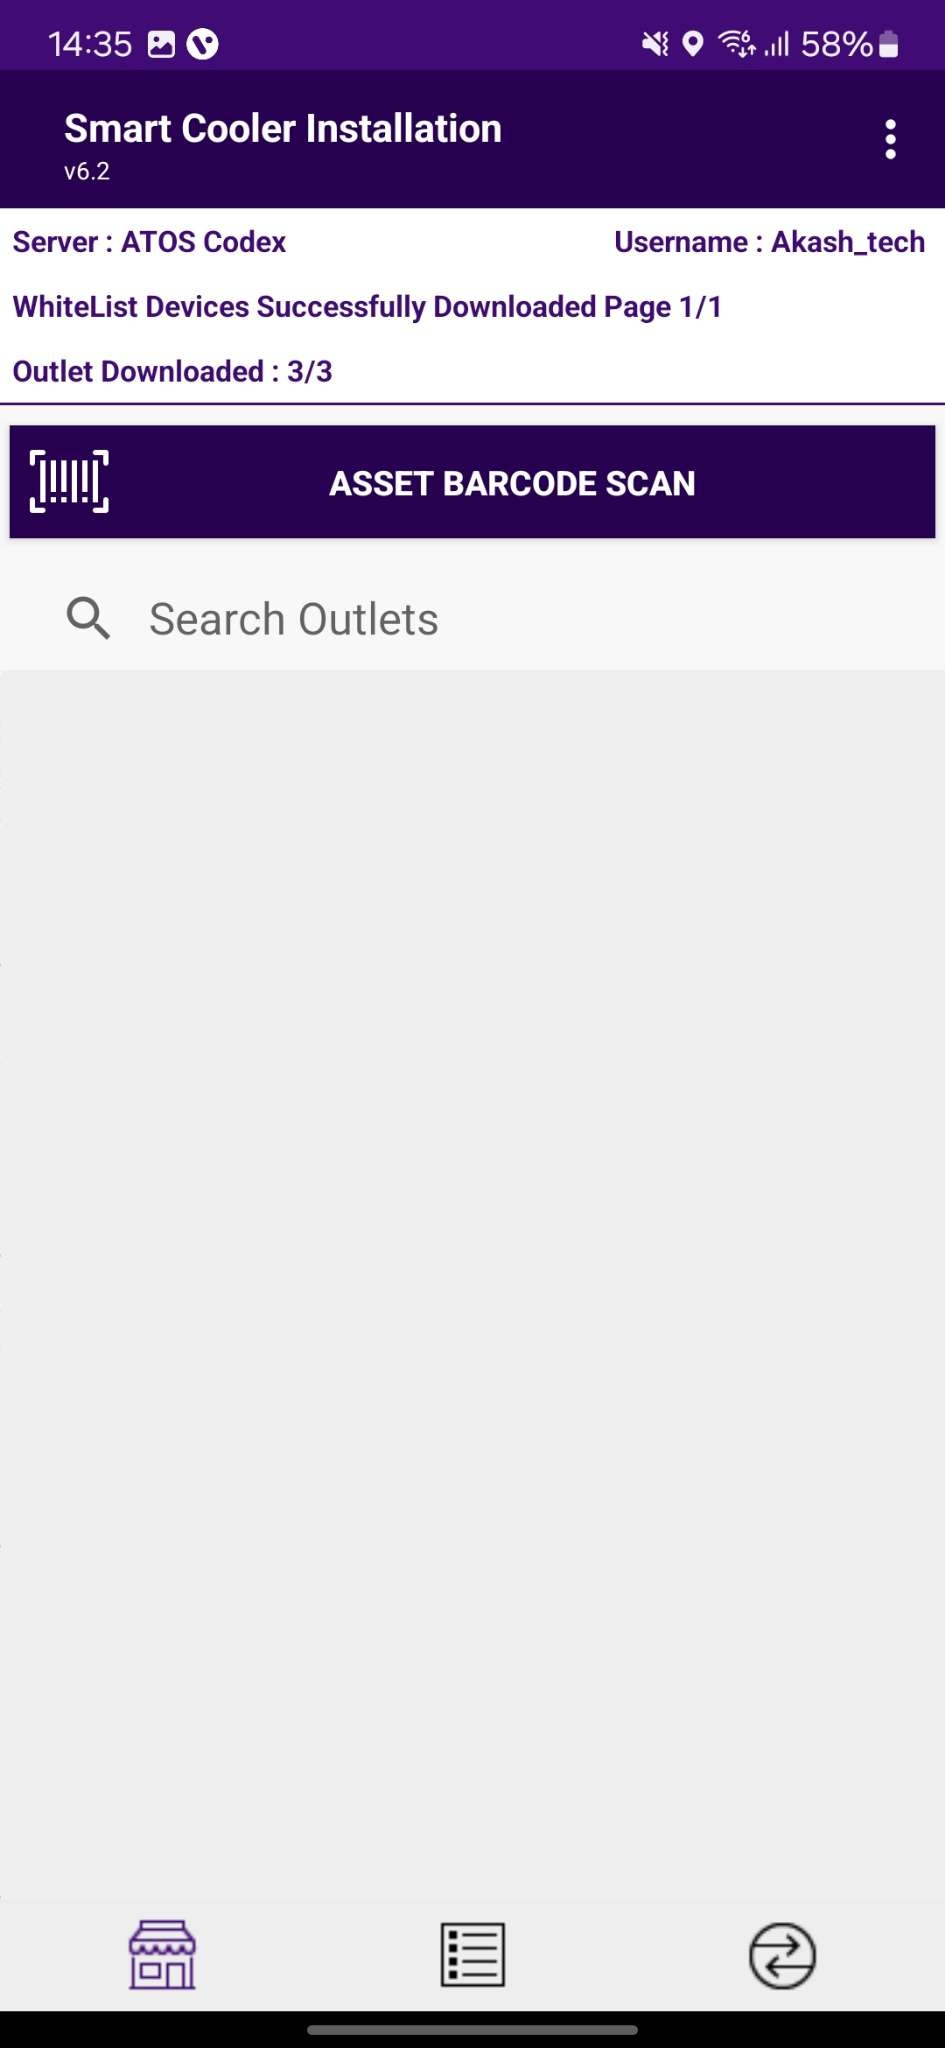 14:35 58%
Smart Cooler Installation
v6.2
Server : ATOS Codex Username : Akash_tech
WhiteList Devices Successfully Downloaded Page 1/1
Outlet Downloaded : 3/3
ASSET BARCODE SCAN
Search Outlets